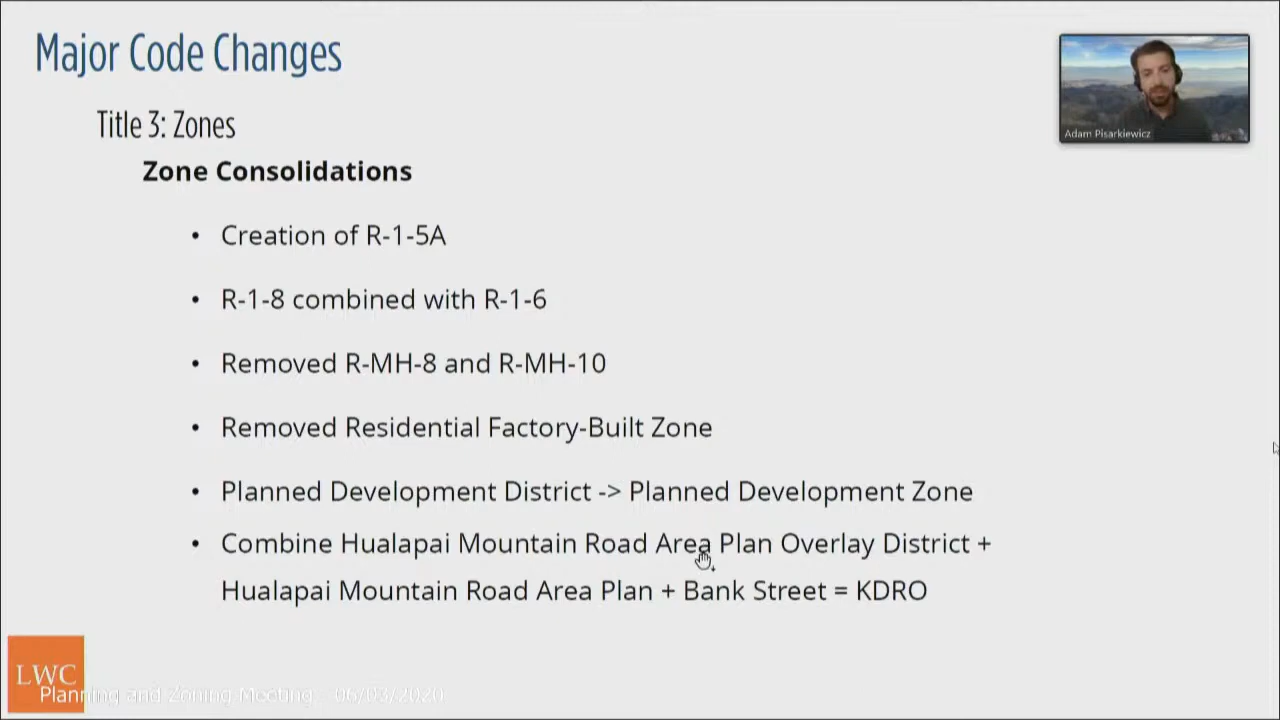 Major Code Changes
Adam Pisarkiewicz
Title 3: Zones
Zone Consolidations
• Creation of R-1-5A
• R-1-8 combined with R-1-6
• Removed R-MH-8 and R-MH-10
• Removed Residential Factory-Built Zone
• Planned Development District -> Planned Development Zone
• Combine Hualapai Mountain Road Area Plan Overlay District +
Hualapai Mountain Road Area Plan + Bank Street = KDRO
LWC
Planning and Zoning Meeting - 06/03/2020